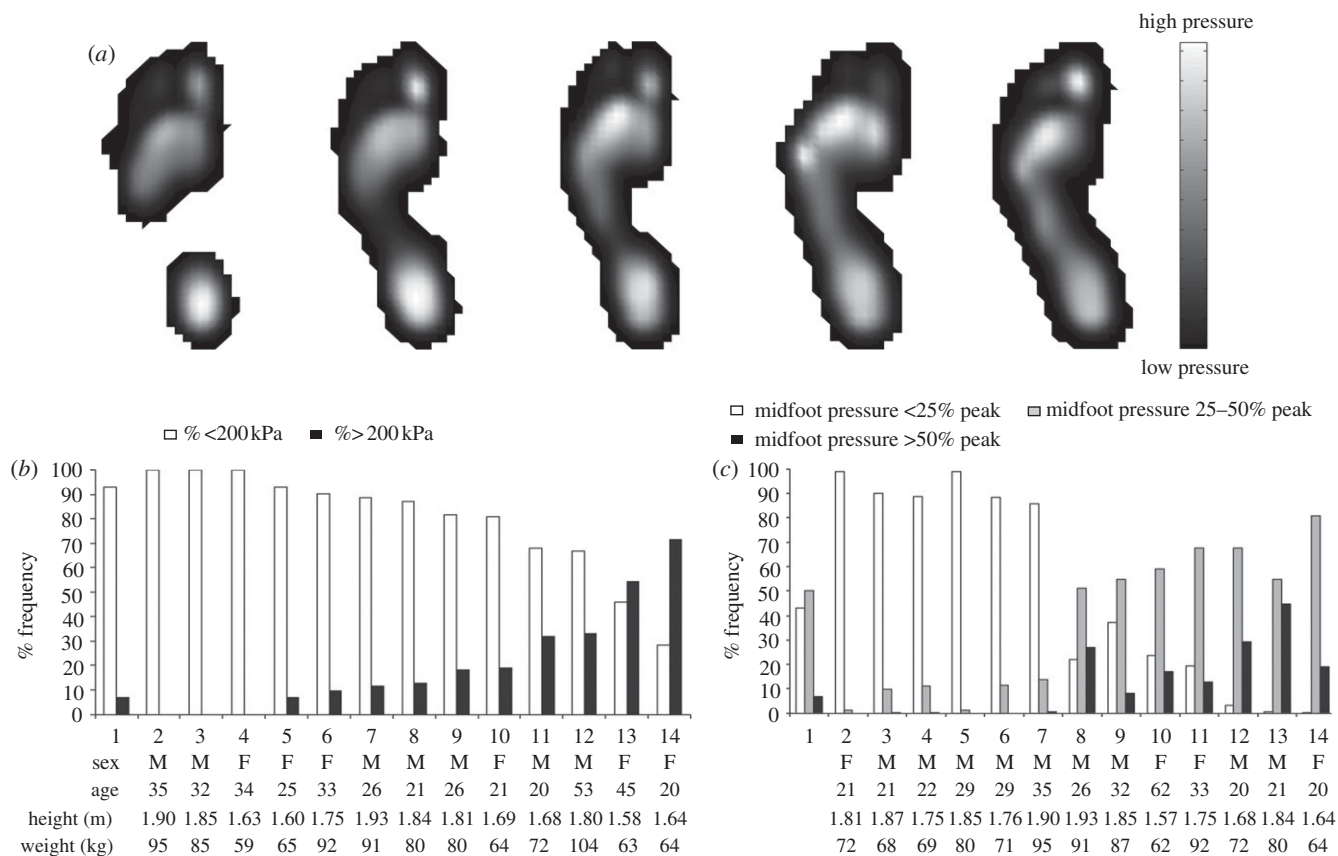 (a)
high pressure
low pressure
% <200 kPa %> 200 kPa
(b)
100
90
80
70
60
50
40
30
20
10
0
% frequency
1 2 3 4 5 6 7 8 9 10 11 12 13 14
sex M M F F F M M M F M M F F
age 35 32 34 25 33 26 21 26 21 20 53 45 20
height (m) 1.90 1.85 1.63 1.60 1.75 1.93 1.84 1.81 1.69 1.68 1.80 1.58 1.64
weight (kg) 95 85 59 65 92 91 80 80 64 72 104 63 64
midfoot pressure <25% peak midfoot pressure 25–50% peak
midfoot pressure >50% peak
(c)
100
90
80
70
60
50
40
30
20
10
0
% frequency
1 2 3 4 5 6 7 8 9 10 11 12 13 14
F M M M M M M M F F M M F
21 21 22 29 29 35 26 32 62 33 20 21 20
1.81 1.87 1.75 1.85 1.76 1.90 1.93 1.85 1.57 1.75 1.68 1.84 1.64
72 68 69 80 71 95 91 87 62 92 72 80 64